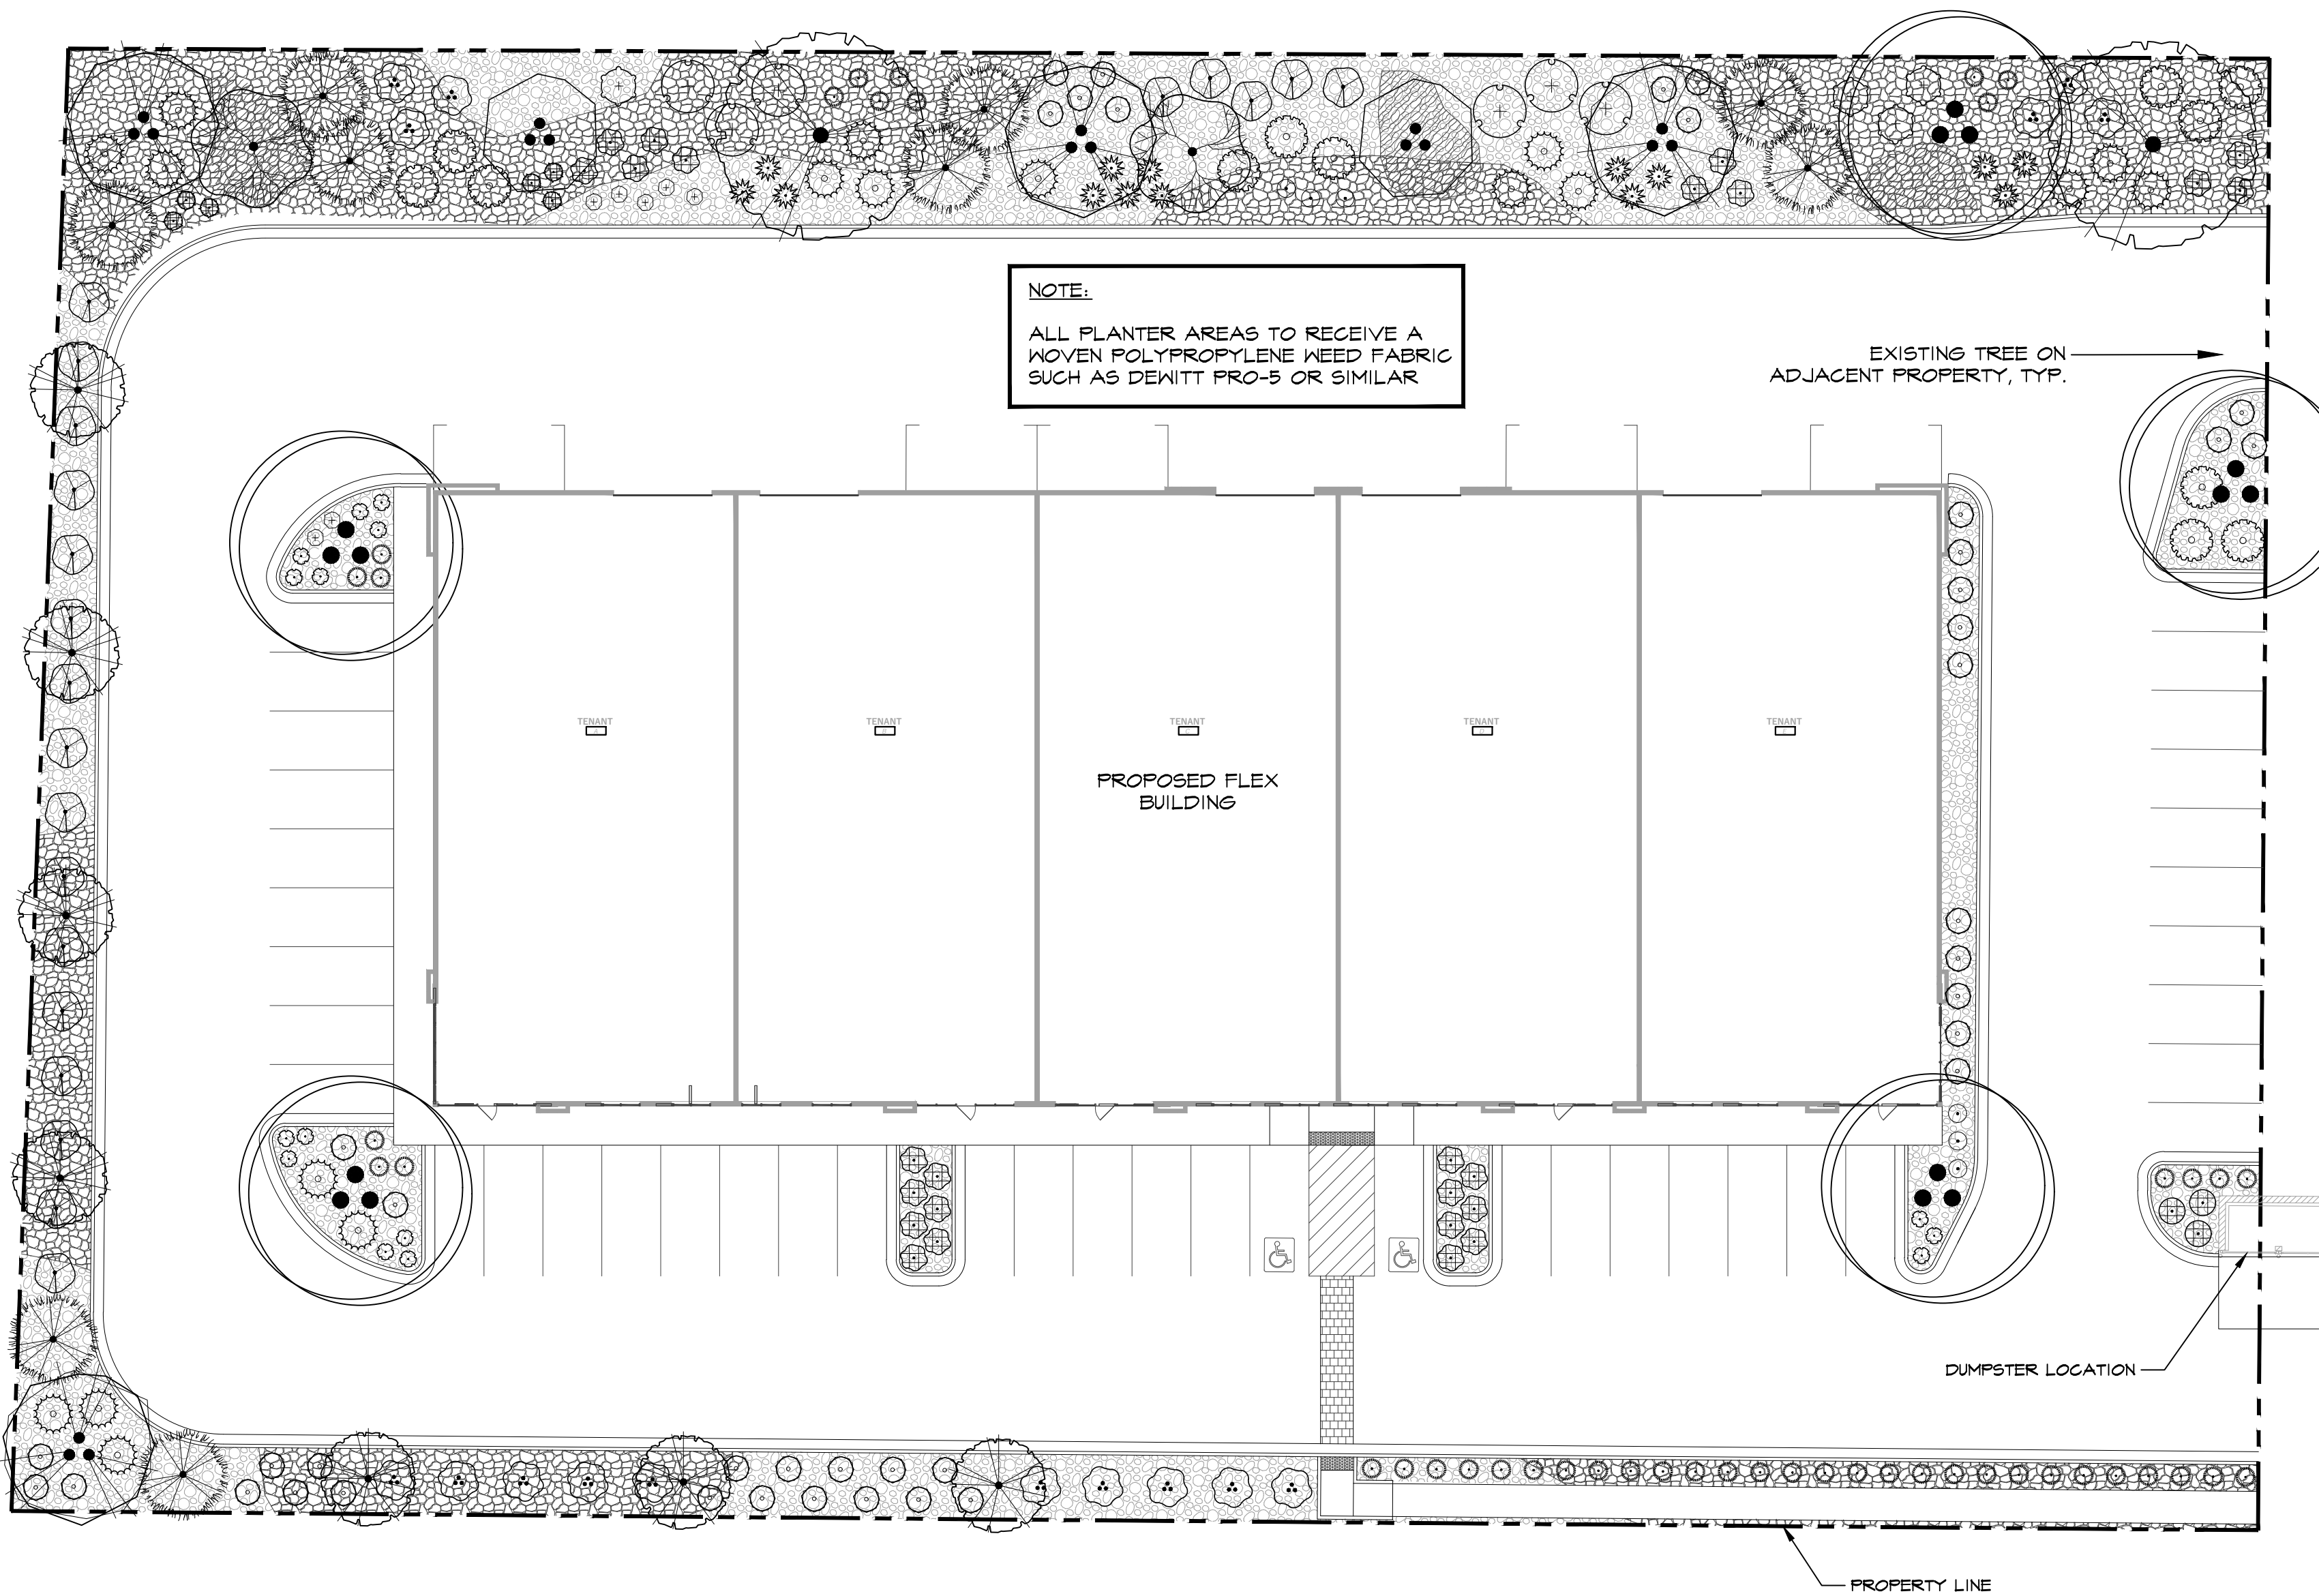 NOTE:
ALL PLANTER AREAS TO RECEIVE A
WOVEN POLYPROPYLENE WEED FABRIC
SUCH AS DEWITT PRO-5 OR SIMILAR
EXISTING TREE ON
ADJACENT PROPERTY, TYP.
TENANT
TENANT
TENANT
TENANT
TENANT
PROPOSED FLEX
BUILDING
DUMPSTER LOCATION
PROPERTY LINE